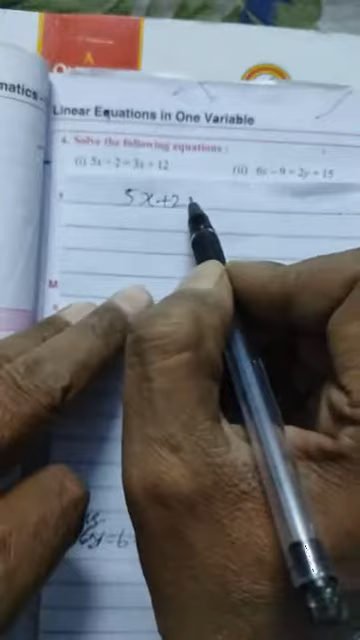 matics
Linear Equations in One Variable
4. Solve the following equations :
(i) 5x + 2 = 3x + 12
(ii) 6y − 9 = 2y + 15
5x+2
M